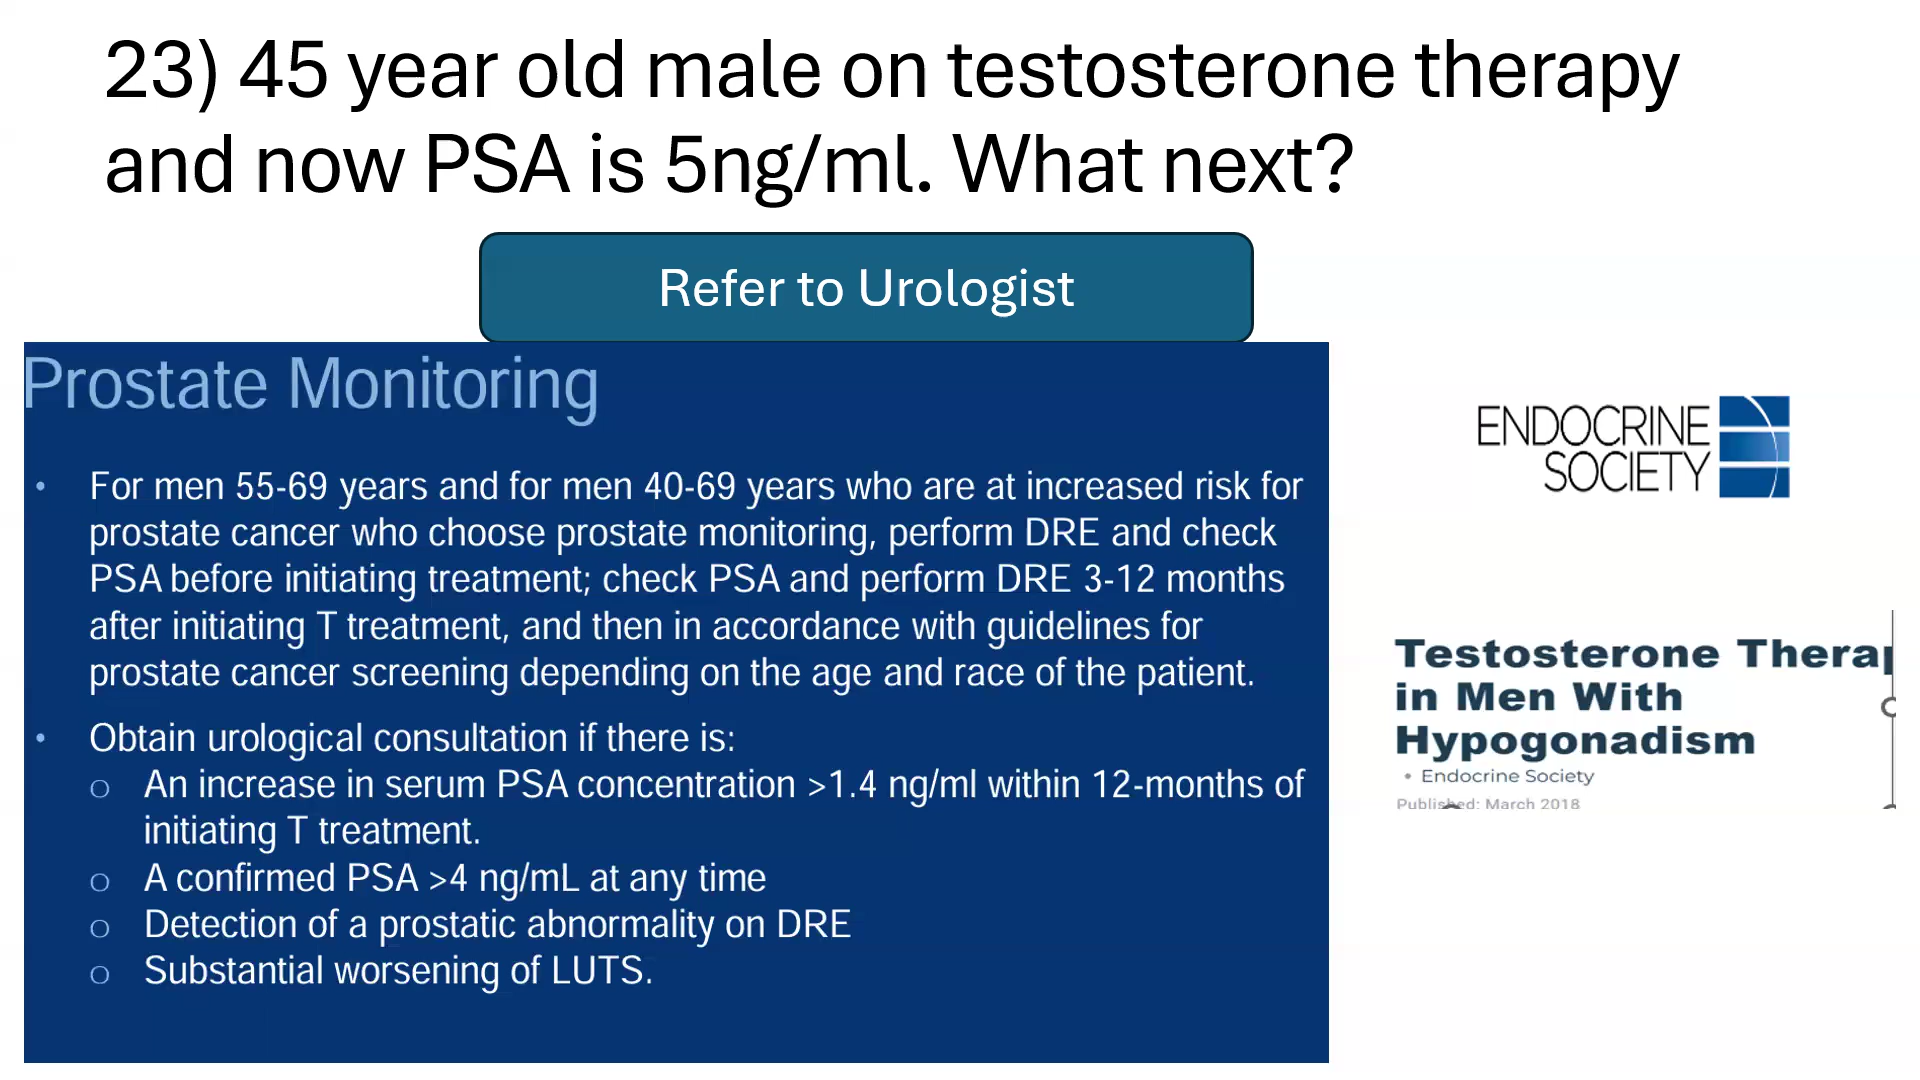 23) 45 year old male on testosterone therapy
and now PSA is 5ng/ml. What next?
Refer to Urologist
Prostate Monitoring
• For men 55-69 years and for men 40-69 years who are at increased risk for
prostate cancer who choose prostate monitoring, perform DRE and check
PSA before initiating treatment; check PSA and perform DRE 3-12 months
after initiating T treatment, and then in accordance with guidelines for
prostate cancer screening depending on the age and race of the patient.
• Obtain urological consultation if there is:
o An increase in serum PSA concentration >1.4 ng/ml within 12-months of
initiating T treatment.
o A confirmed PSA >4 ng/mL at any time
o Detection of a prostatic abnormality on DRE
o Substantial worsening of LUTS.
ENDOCRINE
SOCIETY
Testosterone Therap
in Men With
Hypogonadism
• Endocrine Society
Published: March 2018